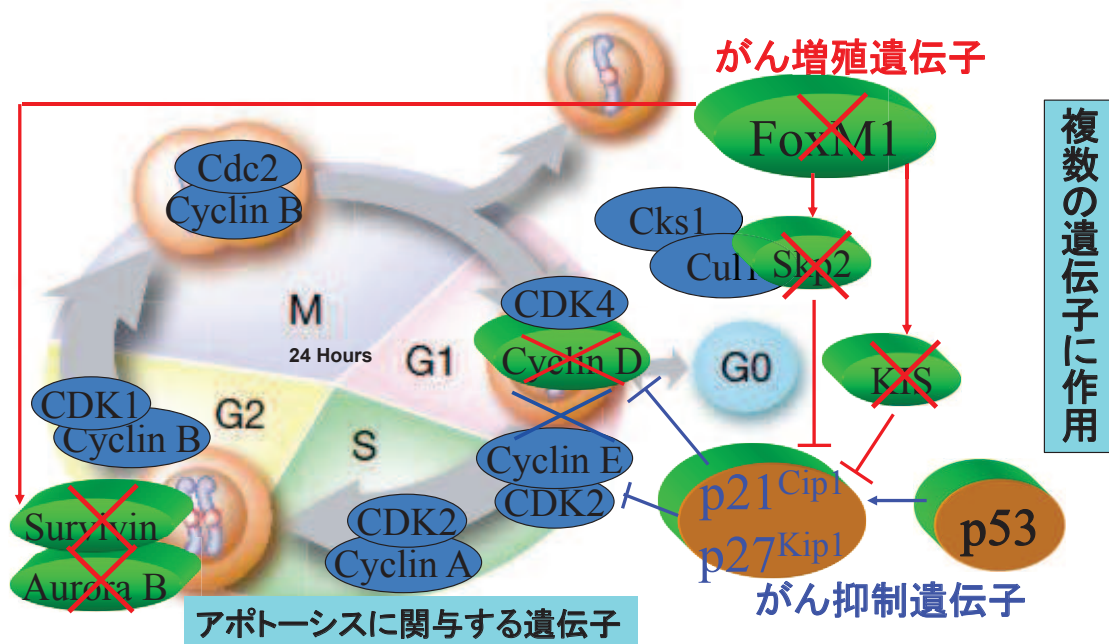 がん増殖遺伝子
FoxM1
複数の遺伝子に作用
Cdc2
Cyclin B
Cks1
Cul1
Skp2
CDK4
Cyclin D
M
24 Hours
G1
G0
KIS
CDK1
Cyclin B
G2
S
Cyclin E
CDK2
p21Cip1
p27Kip1
p53
CDK2
Cyclin A
Survivin
Aurora B
がん抑制遺伝子
アポトーシスに関与する遺伝子